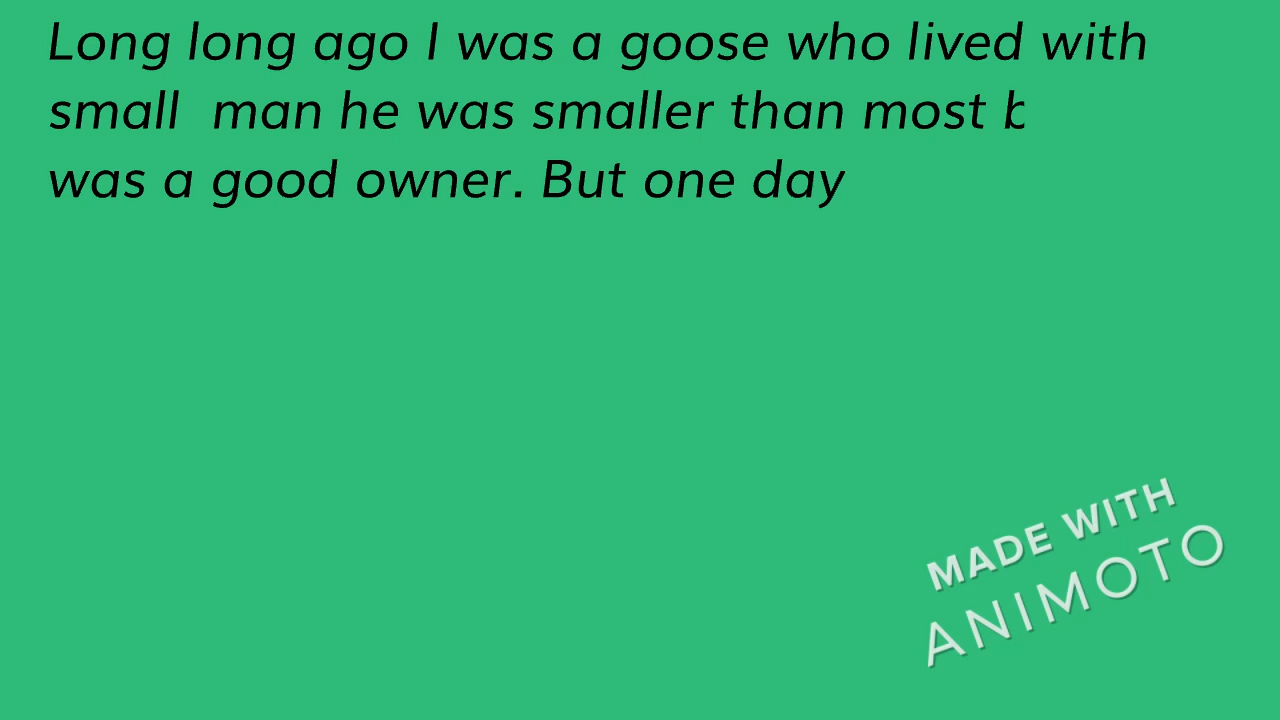 Long long ago I was a goose who lived with
small  man he was smaller than most
was a good owner. But one day
MADE WITH
ANIMOTO